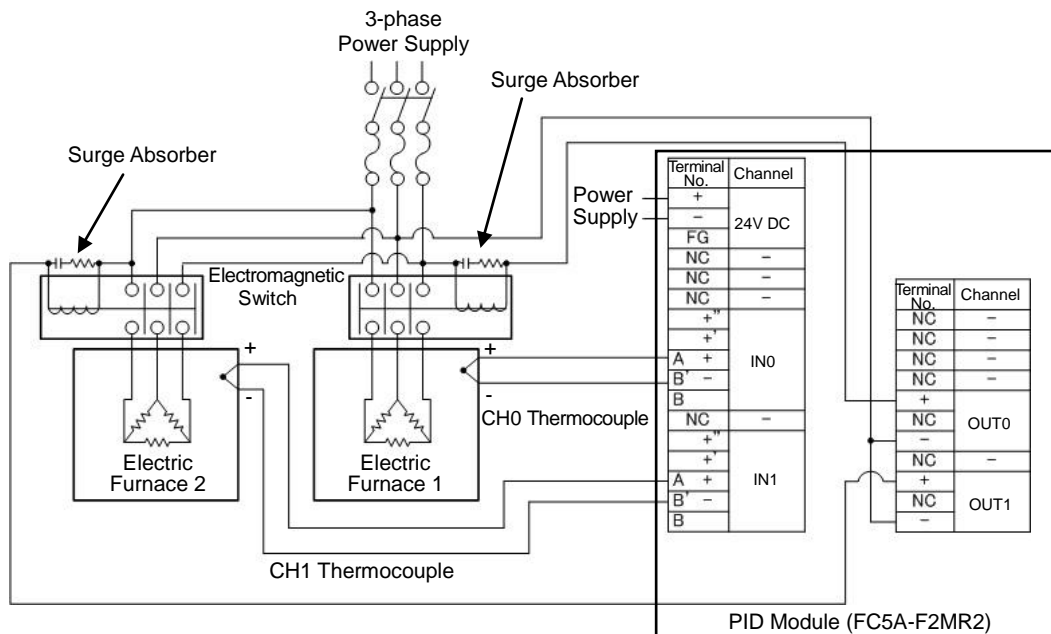 3-phase
Power Supply
Surge Absorber
Surge Absorber
Electromagnetic
Switch
+
-
+
-
Electric
Furnace 2
Electric
Furnace 1
CH0 Thermocouple
CH1 Thermocouple
Power
Supply
Terminal No. Channel
+ 24V DC
−
FG
NC −
NC −
NC −
+" IN0
+'
A +
B' −
B
NC −
+" IN1
+'
A +
B' −
B
Terminal No. Channel
NC −
NC −
NC −
NC −
+ OUT0
NC
−
NC −
+ OUT1
NC
−
PID Module (FC5A-F2MR2)